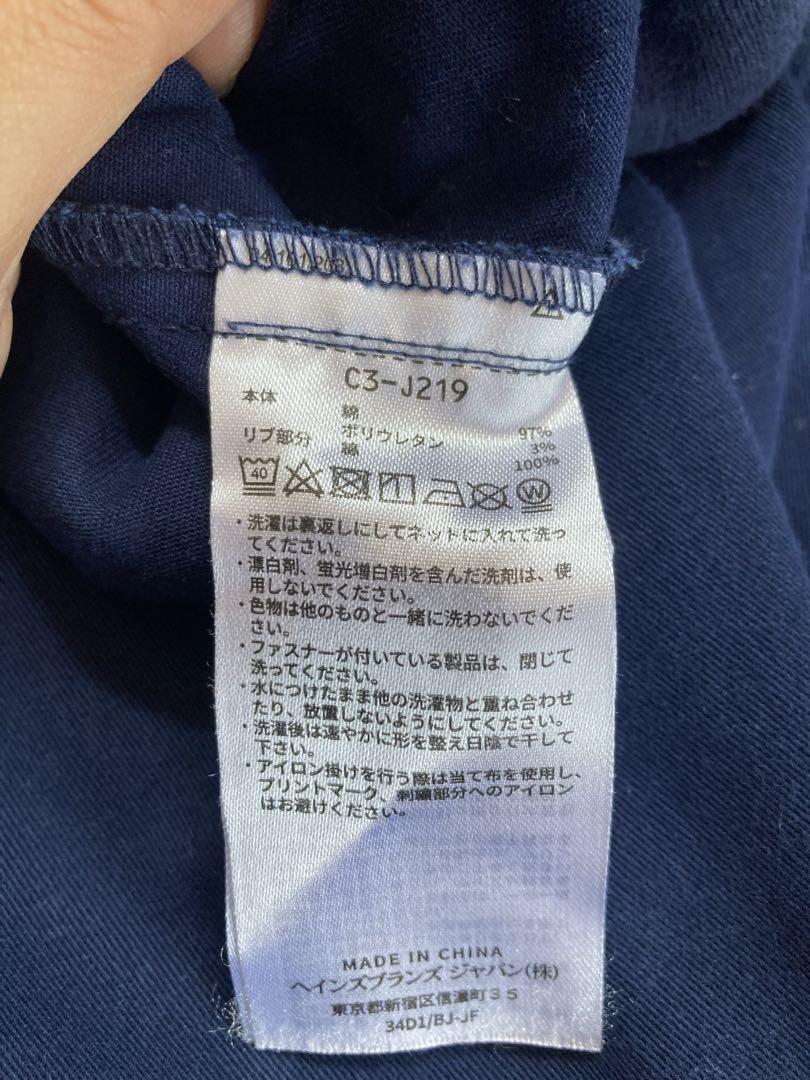 C3-J219
本体 綿 97%
ポリウレタン 3%
リブ部分 綿 100%
40
W
・洗濯は裏返しにしてネットに入れて洗っ
てください。
・漂白剤、蛍光増白剤を含んだ洗剤は、使
用しないでください。
・色物は他のものと一緒に洗わないでくだ
さい。
・ファスナーが付いている製品は、閉じて
洗ってください。
・水につけたまま他の洗濯物と重ね合わせ
たり、放置しないようにしてください。
・洗濯後は速やかに形を整え日陰で干して
下さい。
・アイロン掛けを行う際は当て布を使用し、
プリントマーク、刺繍部分へのアイロン
はお避けください。
MADE IN CHINA
ヘインズブランズ ジャパン(株)
東京都新宿区信濃町35
34D1/BJ-JF